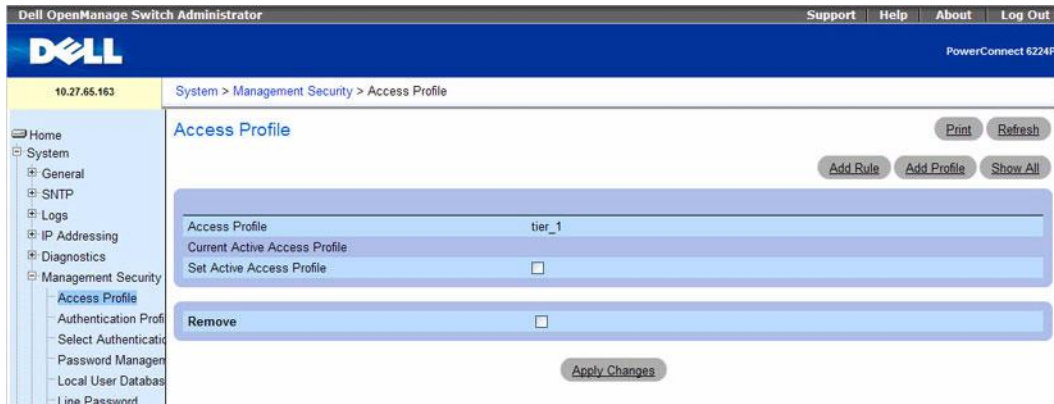 Dell OpenManage Switch Administrator
Support Help About Log Out
DELL
PowerConnect 6224P
10.27.65.163
System > Management Security > Access Profile
Home
System
General
SNTP
Logs
IP Addressing
Diagnostics
Management Security
Access Profile
Authentication Profi
Select Authenticatio
Password Managem
Local User Databas
Line Password
Access Profile
Print Refresh
Add Rule Add Profile Show All
Access Profile tier_1
Current Active Access Profile
Set Active Access Profile
Remove
Apply Changes